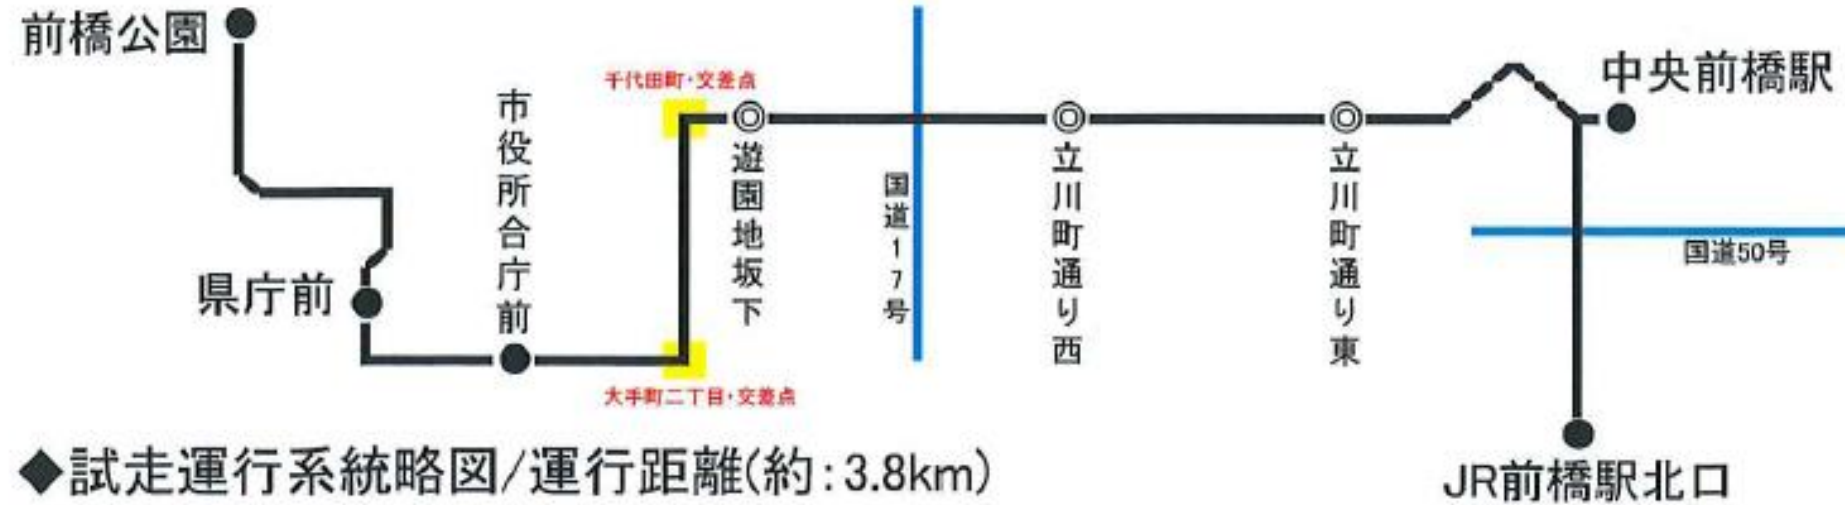 前橋公園
千代田町・交差点
中央前橋駅
市役所合庁前
遊園地坂下
国道17号
立川町通り西
立川町通り東
国道50号
県庁前
大手町二丁目・交差点
◆試走運行系統略図/運行距離(約:3.8km)
JR前橋駅北口